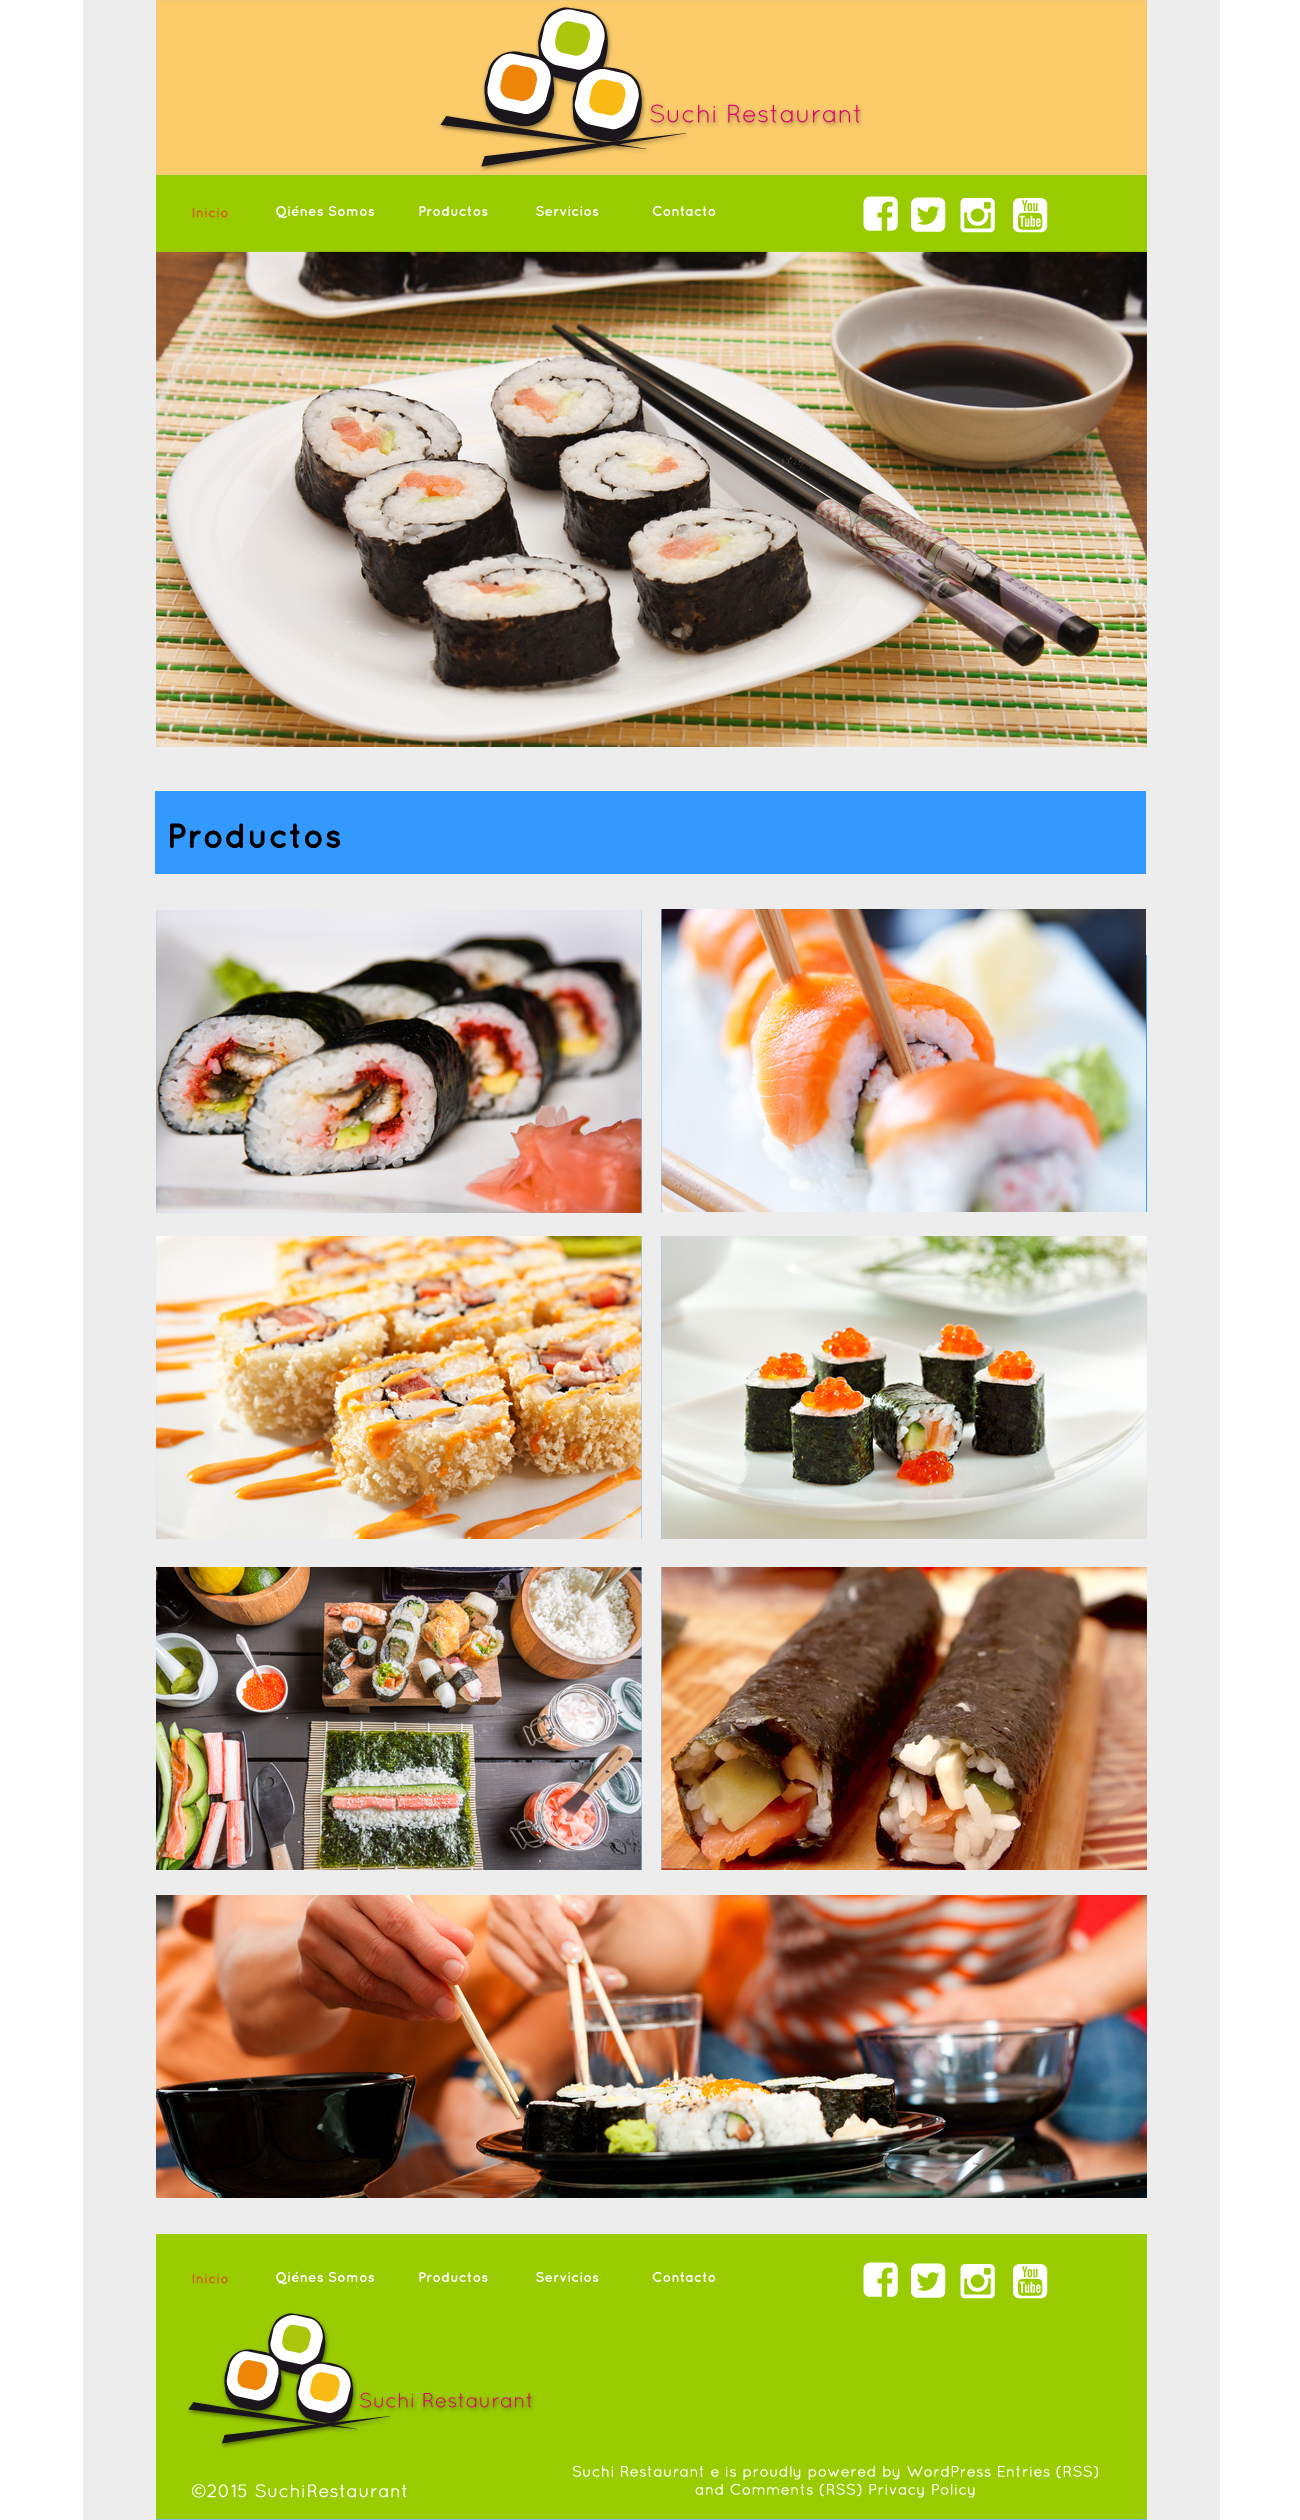 Suchi Restaurant
Inicio Qiénes Somos Productos Servicios Contacto You Tube
Productos
Inicio Qiénes Somos Productos Servicios Contacto You Tube
Suchi Restaurant
Suchi Restaurant e is proudly powered by WordPress Entries (RSS)
and Comments (RSS) Privacy Policy
©2015 SuchiRestaurant